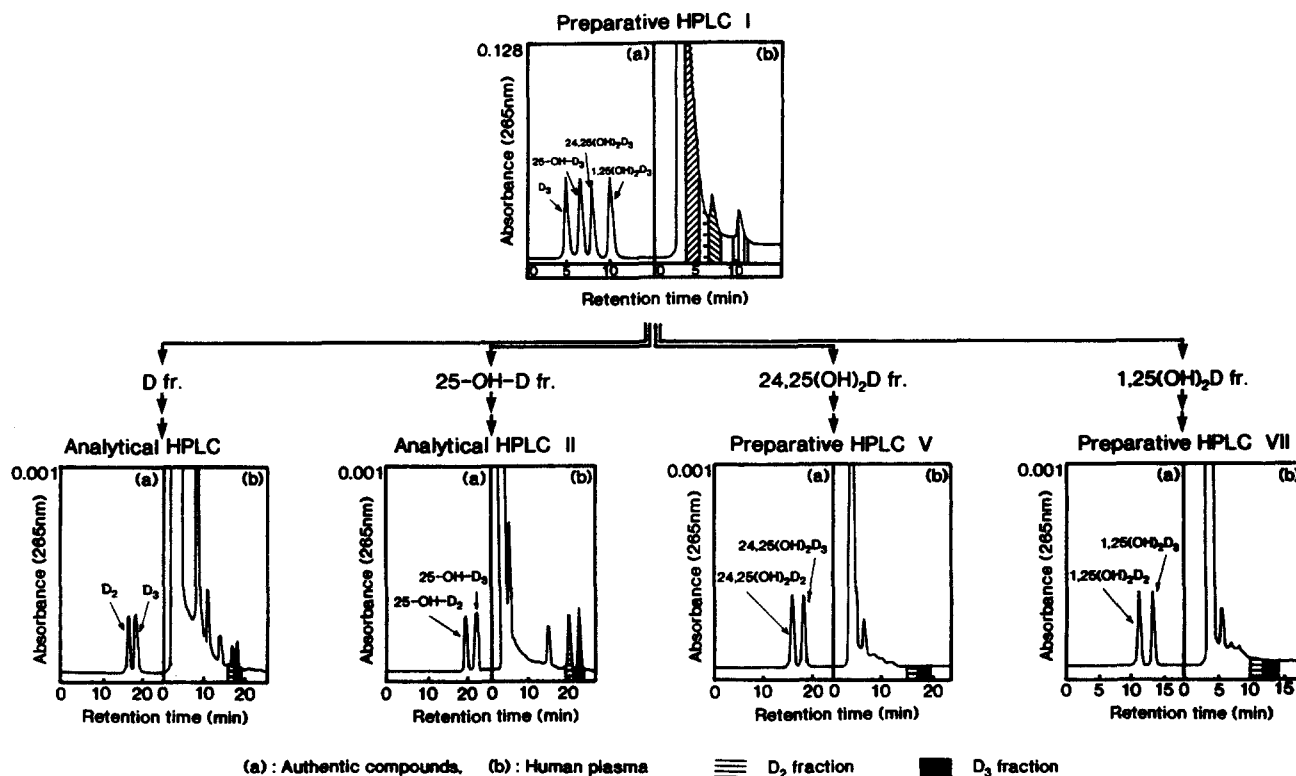 Preparative HPLC I
0.128
(a)
(b)
Absorbance (265nm)
24,25(OH)₂D₃
25-OH-D₃
1,25(OH)₂D₃
D₃
0 5 10 0 5 10
Retention time (min)
D fr. 25-OH-D fr. 24,25(OH)₂D fr. 1,25(OH)₂D fr.
Analytical HPLC
0.001
(a)
(b)
Absorbance (265nm)
D₂ D₃
0 10 20 0 10 20
Retention time (min)
Analytical HPLC II
0.001
(a)
(b)
Absorbance (265nm)
25-OH-D₃
25-OH-D₂
0 10 20 0 10 20
Retention time (min)
Preparative HPLC V
0.001
(a)
(b)
Absorbance (265nm)
24,25(OH)₂D₃
24,25(OH)₂D₂
0 10 20 0 10 20
Retention time (min)
Preparative HPLC VII
0.001
(a)
(b)
Absorbance (265nm)
1,25(OH)₂D₃
1,25(OH)₂D₂
0 5 10 15 0 5 10 15
Retention time (min)
(a) : Authentic compounds, (b) : Human plasma D₂ fraction D₃ fraction